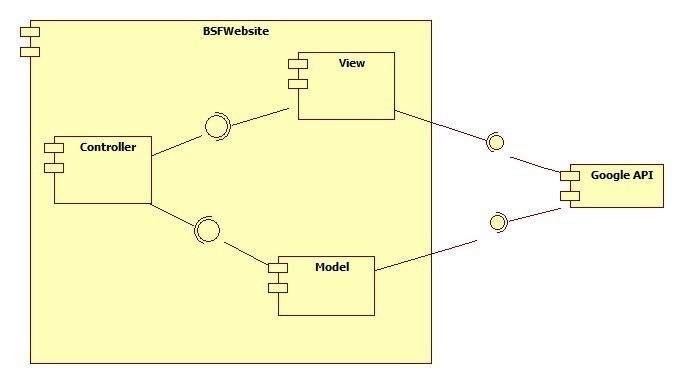 BSFWebsite
View
Controller
Google API
Model